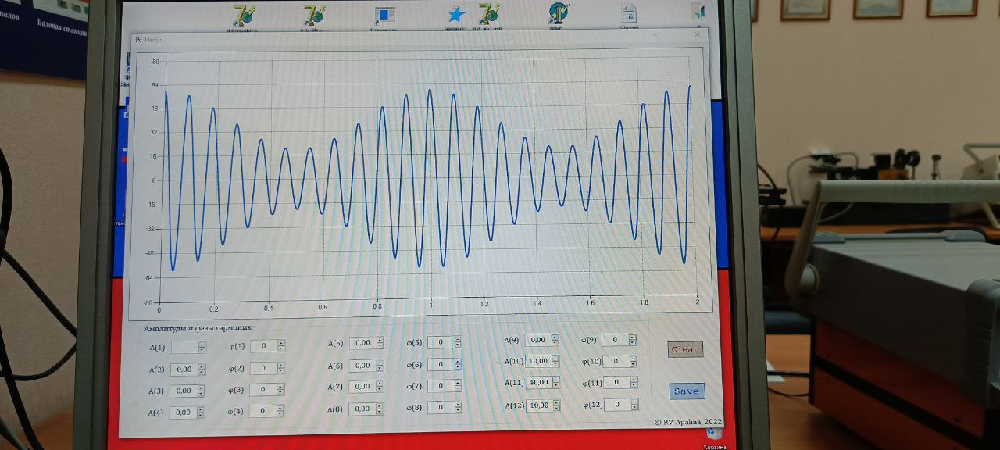 налов
Базовая станция
80
64
48
32
16
0
-16
-32
-48
-64
-80
0 0.2 0.4 0.6 0.8 1 1.2 1.4 1.6 1.8 2
Амплитуды и фазы гармоник
A(1) φ(1) 0 A(5) 0,00 φ(5) 0 A(9) 0,00 φ(9) 0
A(2) 0,00 φ(2) 0 A(6) 0,00 φ(6) 0 A(10) 10,00 φ(10) 0
A(3) 0,00 φ(3) 0 A(7) 0,00 φ(7) 0 A(11) 40,00 φ(11) 0
A(4) 0,00 φ(4) 0 A(8) 0,00 φ(8) 0 A(12) 10,00 φ(12) 0
Clear
Save
© P.V. Apalina, 2022
Корзина